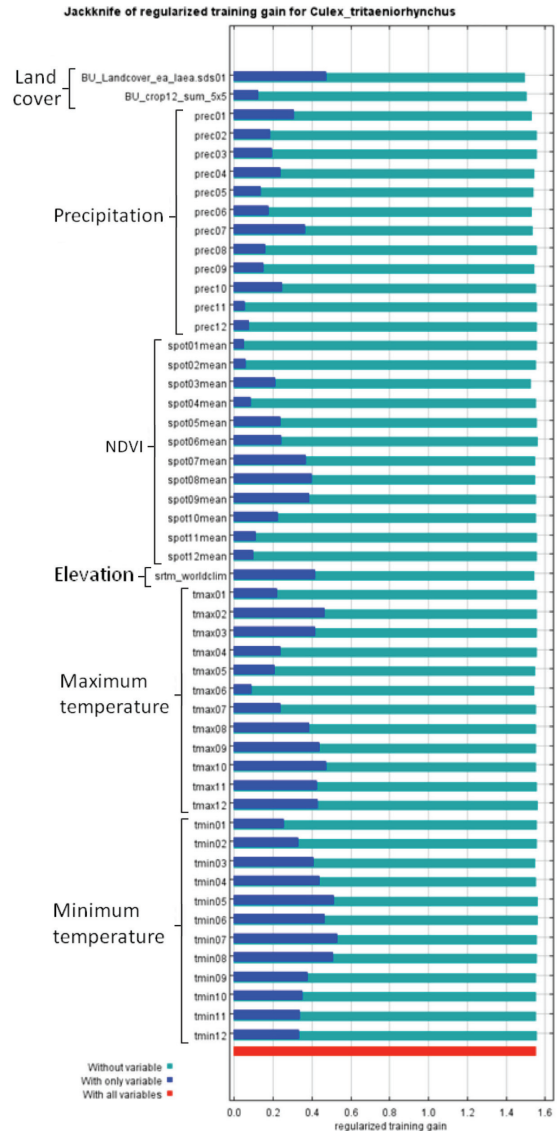 Jackknife of regularized training gain for Culex_tritaeniorhynchus
Land
cover
BU_Landcover_ea_laea.sds01
BU_crop12_sum_5x5
Precipitation
prec01
prec02
prec03
prec04
prec05
prec06
prec07
prec08
prec09
prec10
prec11
prec12
NDVI
spot01mean
spot02mean
spot03mean
spot04mean
spot05mean
spot06mean
spot07mean
spot08mean
spot09mean
spot10mean
spot11mean
spot12mean
Elevation
srtm_worldclim
Maximum
temperature
tmax01
tmax02
tmax03
tmax04
tmax05
tmax06
tmax07
tmax08
tmax09
tmax10
tmax11
tmax12
Minimum
temperature
tmin01
tmin02
tmin03
tmin04
tmin05
tmin06
tmin07
tmin08
tmin09
tmin10
tmin11
tmin12
Without variable
With only variable
With all variables
0.0 0.2 0.4 0.6 0.8 1.0 1.2 1.4 1.6
regularized training gain